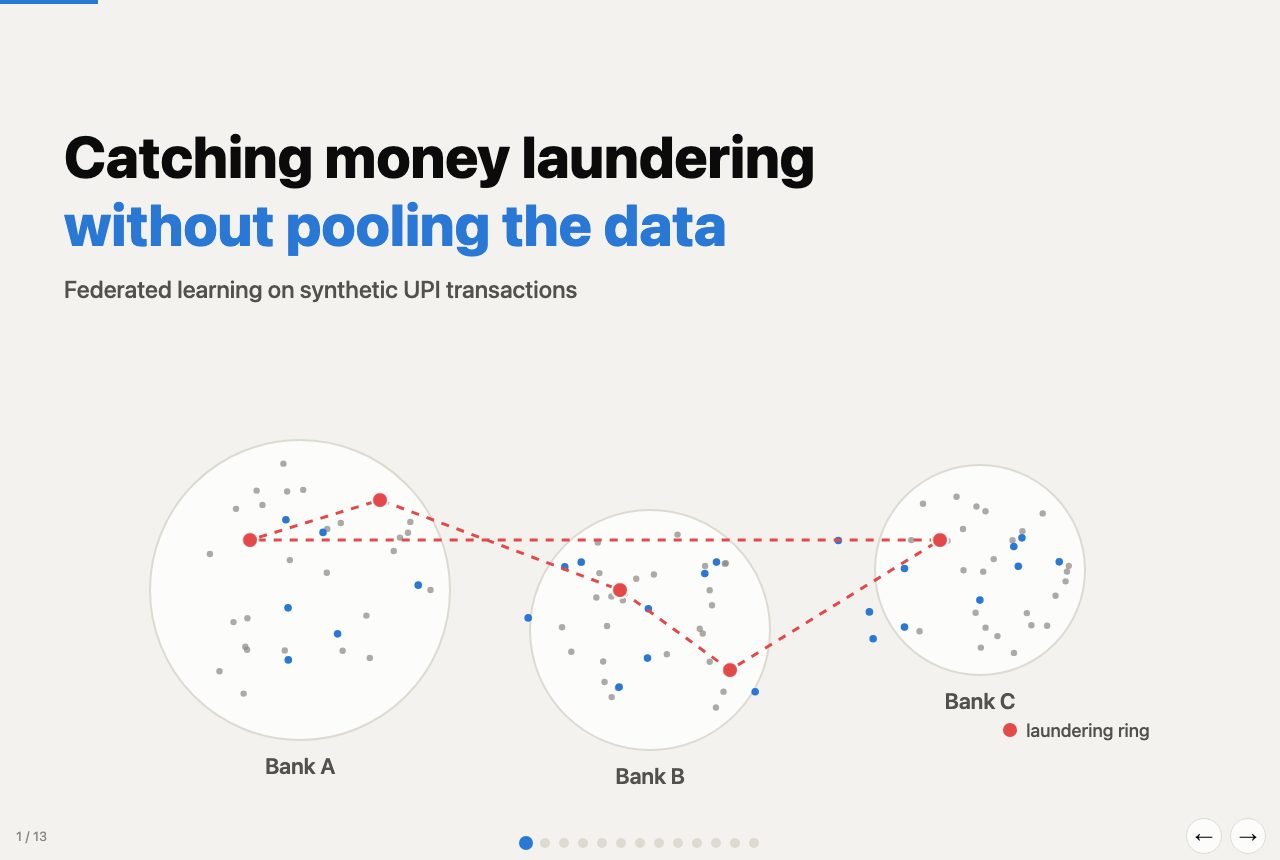 Catching money laundering
without pooling the data
Federated learning on synthetic UPI transactions
Bank A
Bank B
Bank C
laundering ring
1 / 13
← →